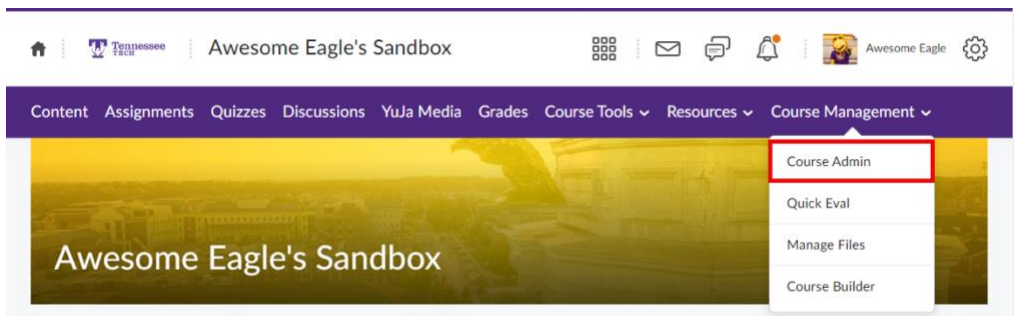 Tennessee
TECH
Awesome Eagle's Sandbox
Awesome Eagle
Content Assignments Quizzes Discussions YuJa Media Grades Course Tools Resources Course Management
Course Admin
Quick Eval
Manage Files
Course Builder
Awesome Eagle's Sandbox